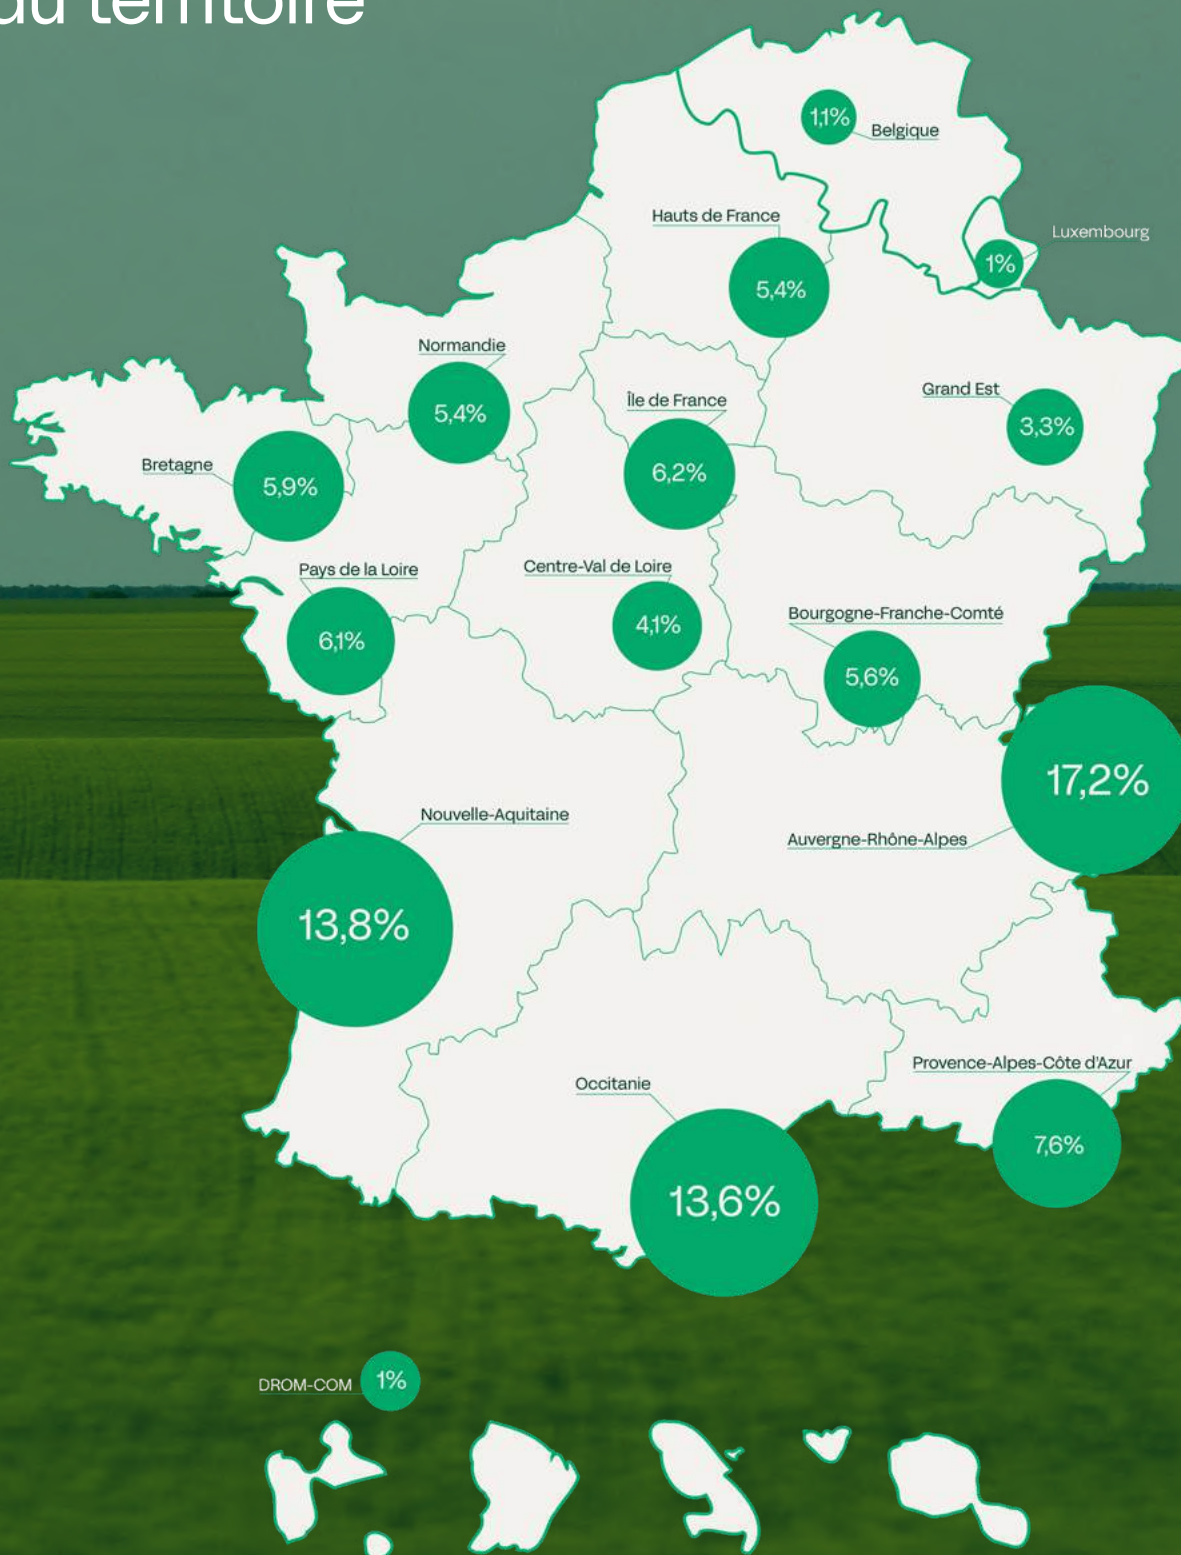 du territoire
1,1%
Belgique
Hauts de France
Luxembourg
1%
5,4%
Normandie
Grand Est
Île de France
5,4%
3,3%
Bretagne
6,2%
5,9%
Centre-Val de Loire
Pays de la Loire
Bourgogne-Franche-Comté
4,1%
6,1%
5,6%
17,2%
Nouvelle-Aquitaine
Auvergne-Rhône-Alpes
13,8%
Provence-Alpes-Côte d'Azur
Occitanie
7,6%
13,6%
DROM-COM
1%